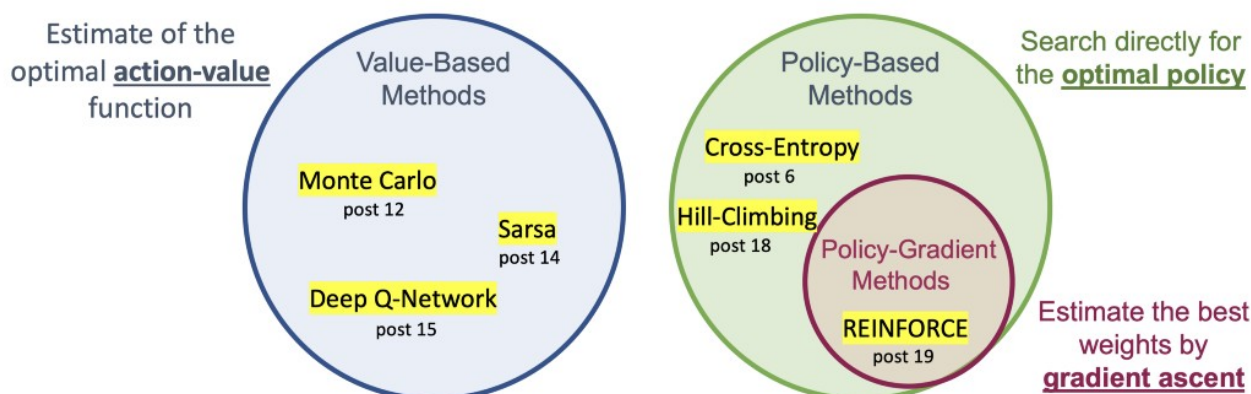 Estimate of the
optimal action-value
function
Value-Based
Methods
Monte Carlo
post 12
Sarsa
post 14
Deep Q-Network
post 15
Policy-Based
Methods
Cross-Entropy
post 6
Hill-Climbing
post 18
Policy-Gradient
Methods
REINFORCE
post 19
Search directly for
the optimal policy
Estimate the best
weights by
gradient ascent